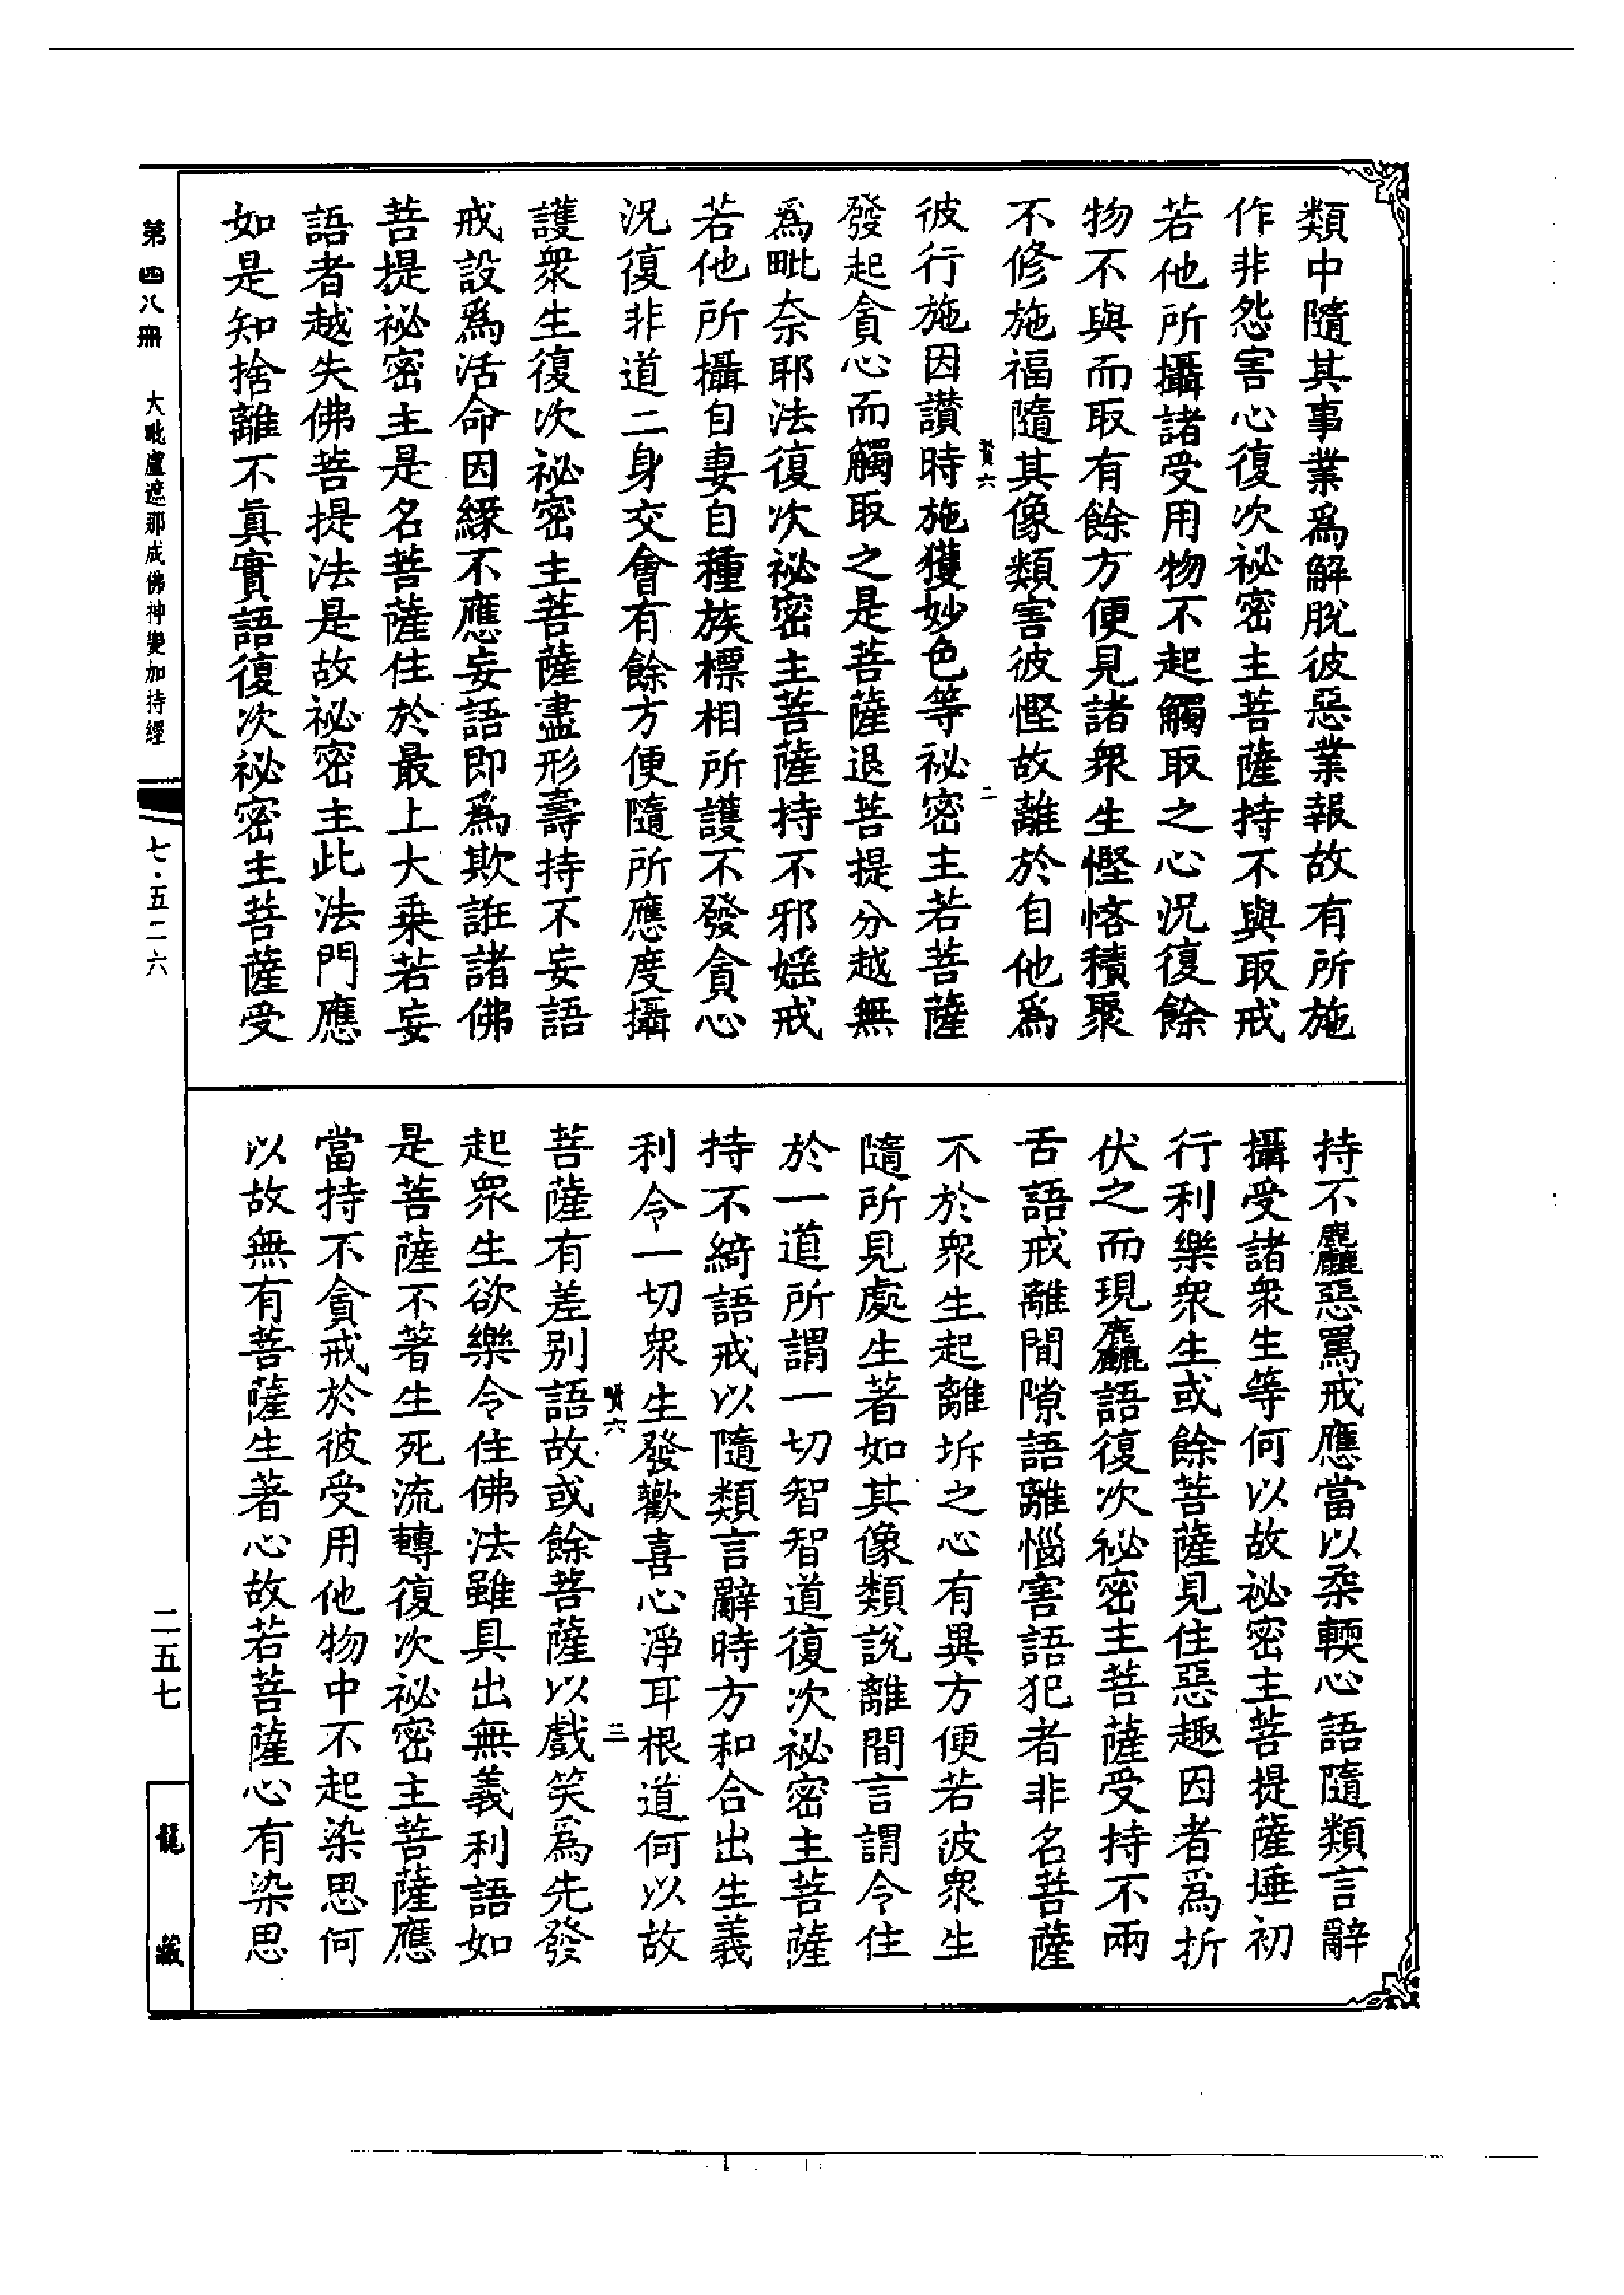 類中隨其事業爲解脫彼惡業報故有所施
作非怨害心復次祕密主菩薩持不與取戒
若他所攝諸受用物不起觸取之心況復餘
物不與而取有餘方便見諸衆生慳悋積聚
不修施福隨其像類害彼慳故離於自他爲
賢六
二
彼行施因讃時施獲妙色等祕密主若菩薩
發起貪心而觸取之是菩薩退菩提分越無
爲毗奈耶法復次祕密主菩薩持不邪婬戒
若他所攝自妻自種族標相所護不發貪心
況復非道二身交會有餘方便隨所應度攝
護衆生復次祕密主菩薩盡形壽持不妄語
戒設爲活命因緣不應妄語即爲欺誑諸佛
菩提祕密主是名菩薩住於最上大乗若妄
語者越失佛菩提法是故祕密主此法門應
如是知捨離不眞實語復次祕密主菩薩受
持不麤惡罵戒應當以柔輭心語隨類言辭
攝受諸衆生等何以故祕密主菩提薩埵初
行利樂衆生或餘菩薩見住惡趣因者爲折
伏之而現麤語復次祕密主菩薩受持不兩
舌語戒離間隙語離惱害語犯者非名菩薩
不於衆生起離坼之心有異方便若波衆生
隨所見處生著如其像類說離間言謂令住
於一道所謂一切智智道復次祕密主菩薩
持不綺語戒以隨類言辭時方和合出生義
利令一切衆生發歡喜心淨耳根道何以故
賢六
三
菩薩有差别語故或餘菩薩以戲笑爲先發
起衆生欲樂令住佛法雖具出無義利語如
是菩薩不著生死流轉復次祕密主菩薩應
當持不貪戒於彼受用他物中不起染思何
以故無有菩薩生著心故若菩薩心有染思
第四八冊
大毗盧遮那成佛神變加持經
七·五二六
二五七
龍藏